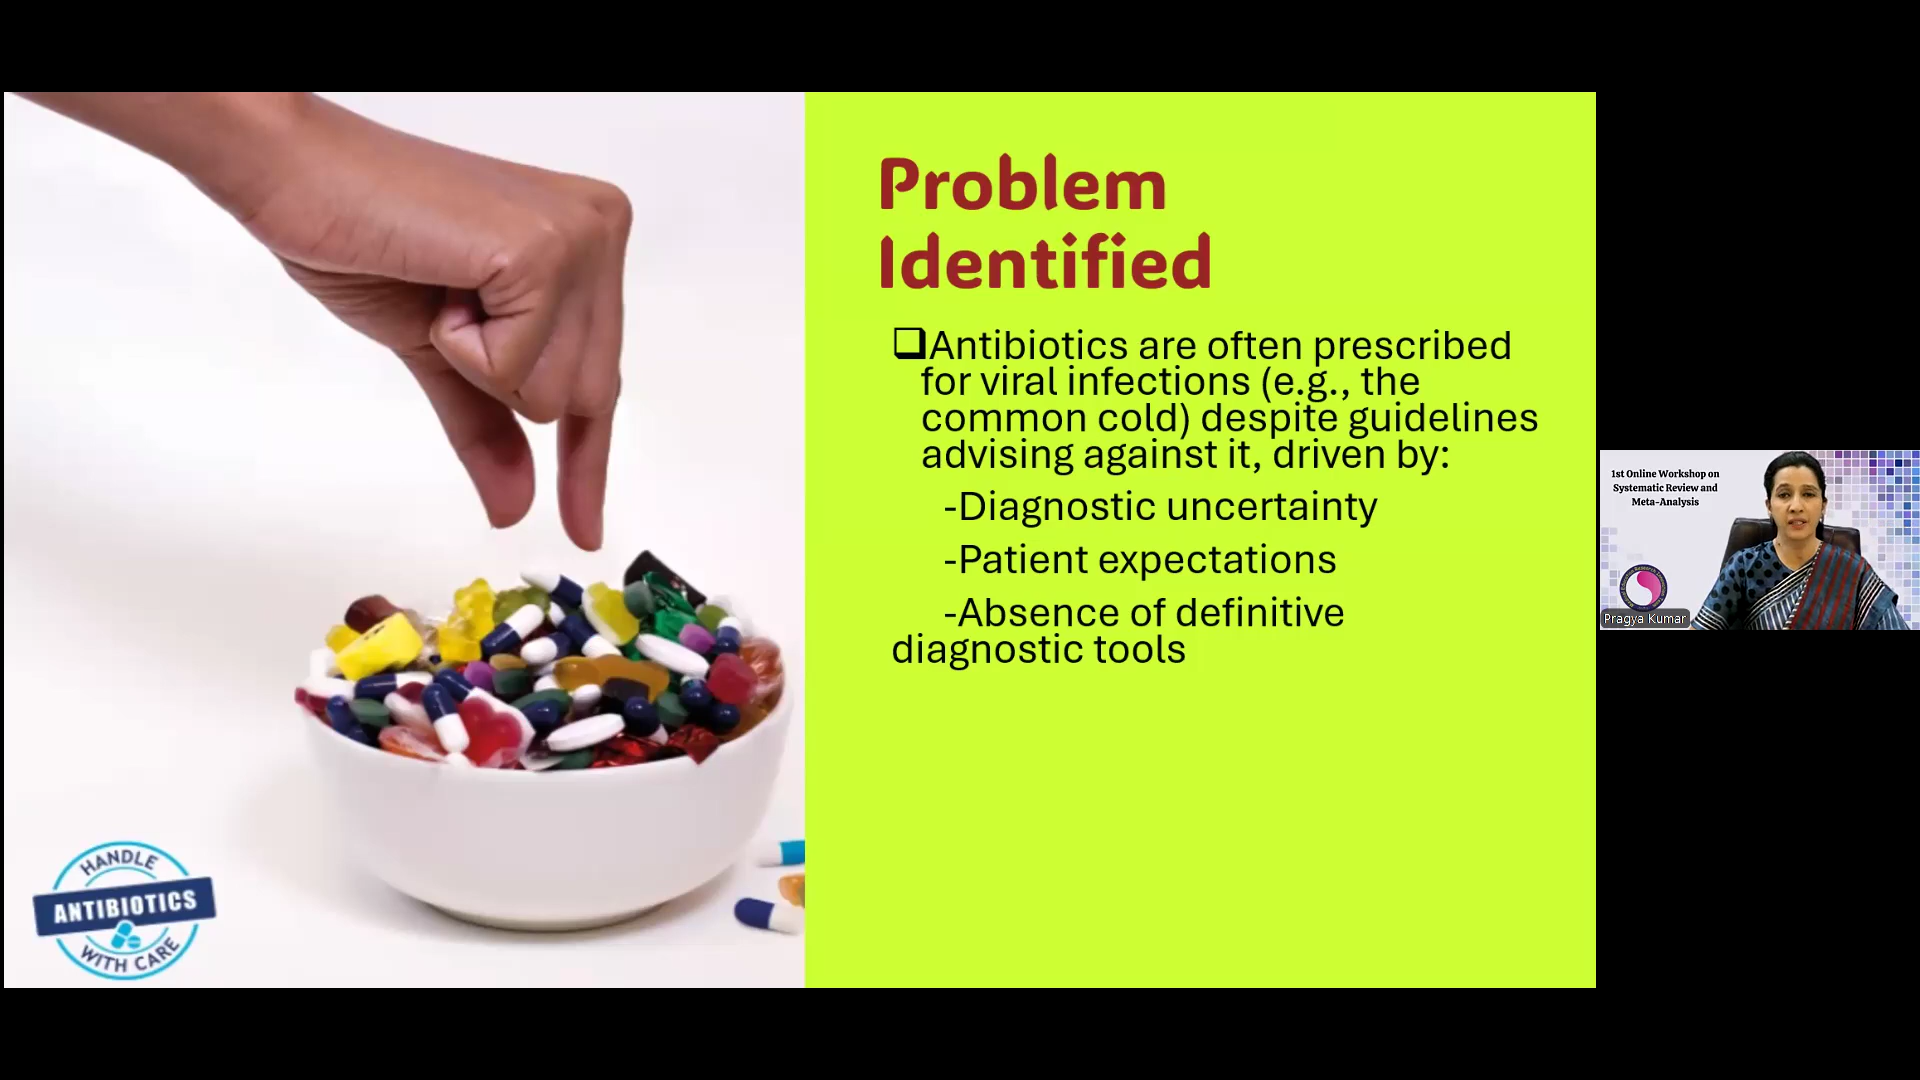 Problem
Identified
❑Antibiotics are often prescribed
for viral infections (e.g., the
common cold) despite guidelines
advising against it, driven by:
-Diagnostic uncertainty
-Patient expectations
-Absence of definitive
diagnostic tools
HANDLE
ANTIBIOTICS
WITH CARE
1st Online Workshop on
Systematic Review and
Meta-Analysis
Pragya Kumar